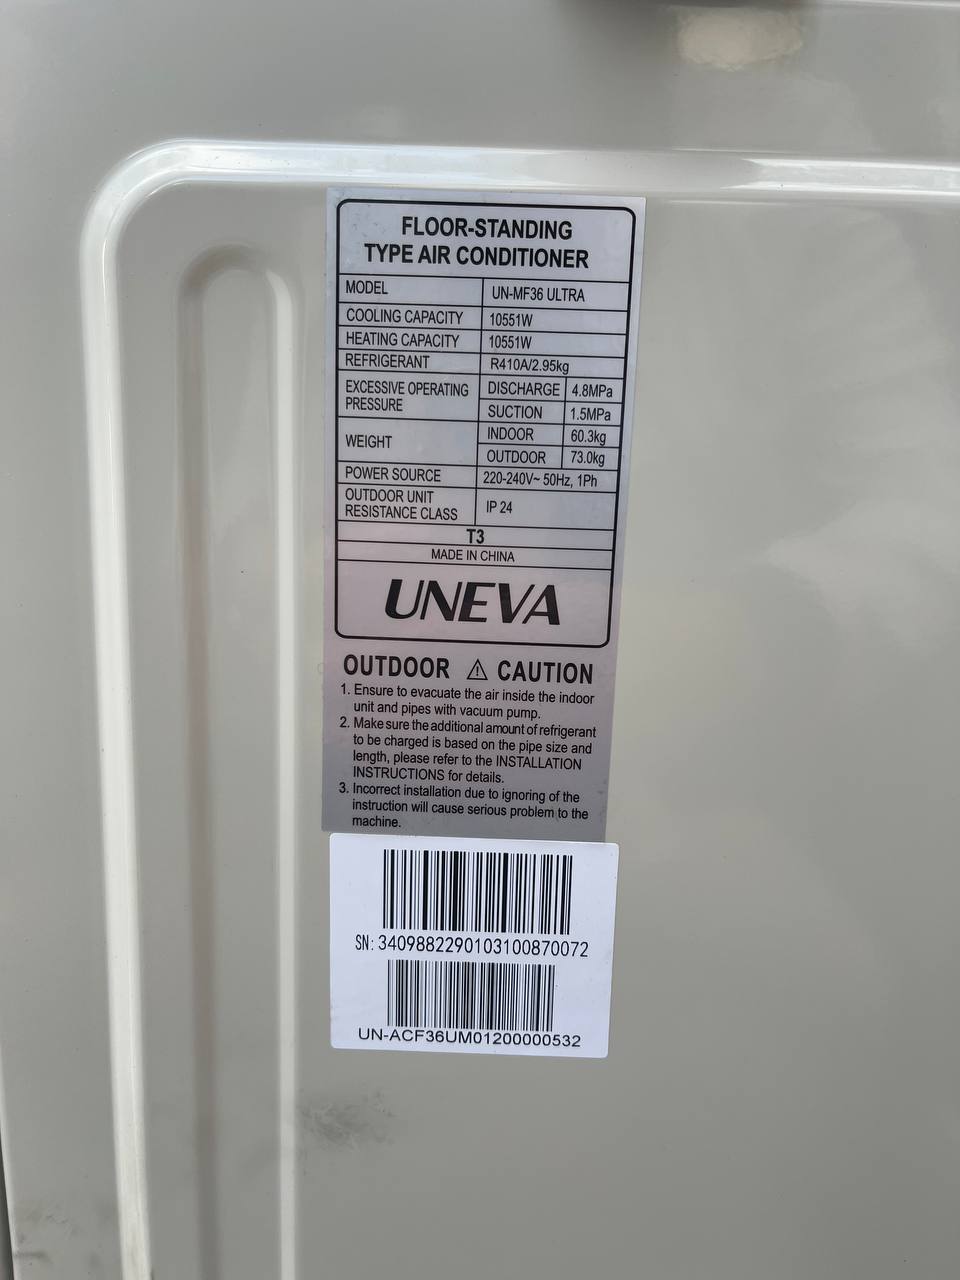 FLOOR-STANDING
TYPE AIR CONDITIONER
MODEL UN-MF36 ULTRA
COOLING CAPACITY 10551W
HEATING CAPACITY 10551W
REFRIGERANT R410A/2.95kg
EXCESSIVE OPERATING PRESSURE DISCHARGE 4.8MPa
SUCTION 1.5MPa
WEIGHT INDOOR 60.3kg
OUTDOOR 73.0kg
POWER SOURCE 220-240V~ 50Hz, 1Ph
OUTDOOR UNIT
RESISTANCE CLASS IP 24
T3
MADE IN CHINA
UNEVA
OUTDOOR ⚠ CAUTION
1. Ensure to evacuate the air inside the indoor
unit and pipes with vacuum pump.
2. Make sure the additional amount of refrigerant
to be charged is based on the pipe size and
length, please refer to the INSTALLATION
INSTRUCTIONS for details.
3. Incorrect installation due to ignoring of the
instruction will cause serious problem to the
machine.
SN: 3409882290103100870072
UN-ACF36UM01200000532